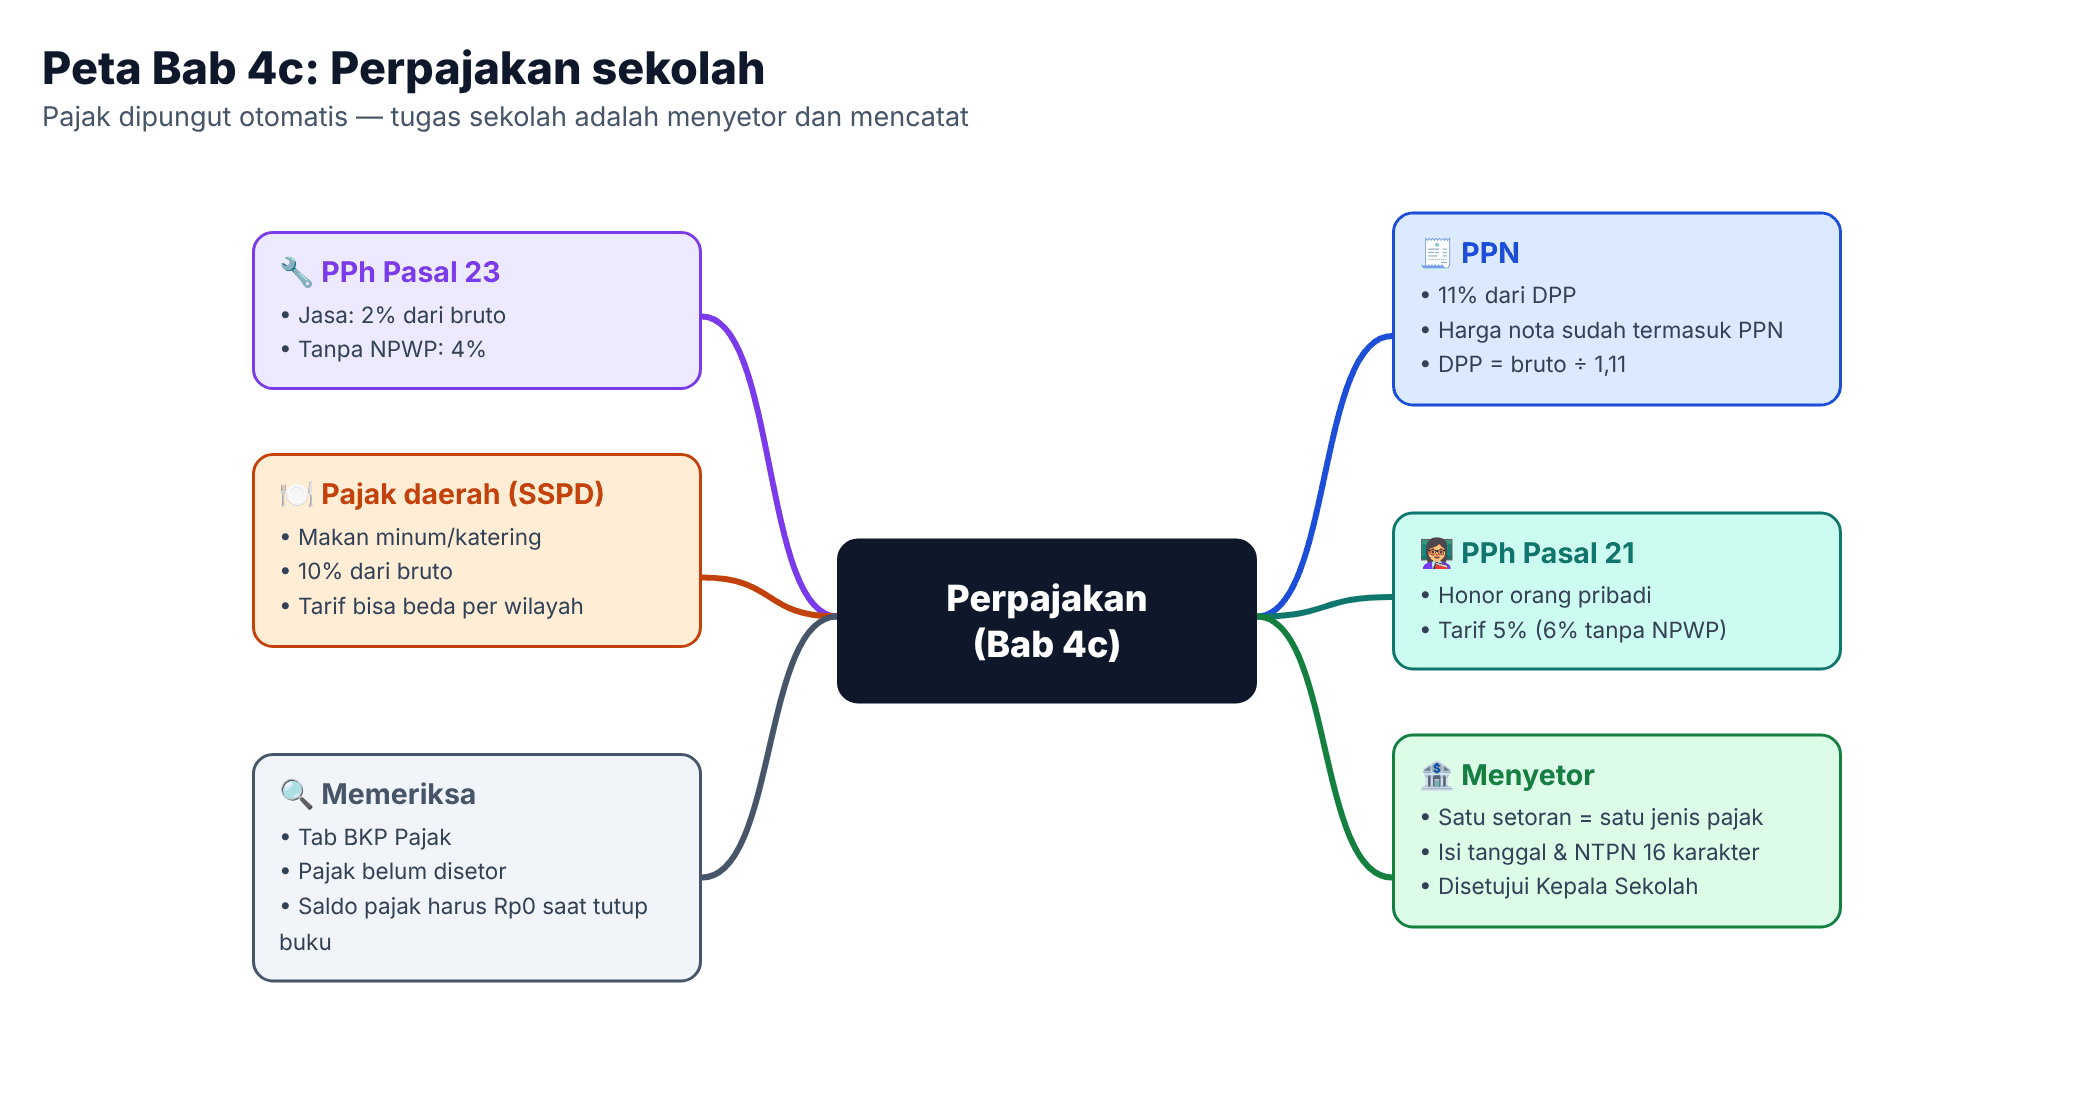 Peta Bab 4c: Perpajakan sekolah
Pajak dipungut otomatis — tugas sekolah adalah menyetor dan mencatat
🔧 PPh Pasal 23
• Jasa: 2% dari bruto
• Tanpa NPWP: 4%
🍽️ Pajak daerah (SSPD)
• Makan minum/katering
• 10% dari bruto
• Tarif bisa beda per wilayah
🔍 Memeriksa
• Tab BKP Pajak
• Pajak belum disetor
• Saldo pajak harus Rp0 saat tutup
buku
Perpajakan
(Bab 4c)
🧾 PPN
• 11% dari DPP
• Harga nota sudah termasuk PPN
• DPP = bruto ÷ 1,11
👩🏽‍🏫 PPh Pasal 21
• Honor orang pribadi
• Tarif 5% (6% tanpa NPWP)
🏦 Menyetor
• Satu setoran = satu jenis pajak
• Isi tanggal & NTPN 16 karakter
• Disetujui Kepala Sekolah